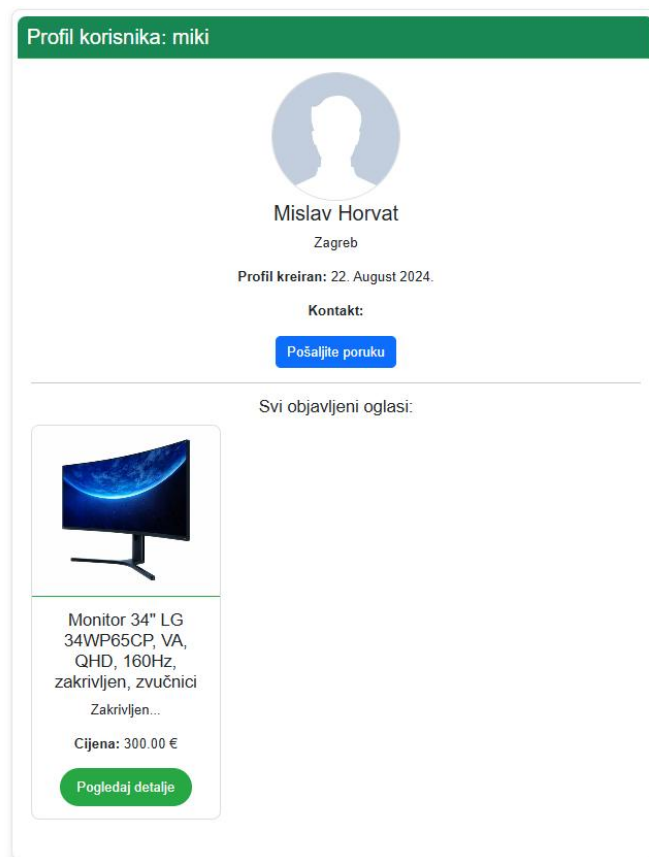 Profil korisnika: miki
Mislav Horvat
Zagreb
Profil kreiran: 22. August 2024.
Kontakt:
Pošaljite poruku
Svi objavljeni oglasi:
Monitor 34" LG
34WP65CP, VA,
QHD, 160Hz,
zakrivljen, zvučnici
Zakrivljen...
Cijena: 300.00 €
Pogledaj detalje